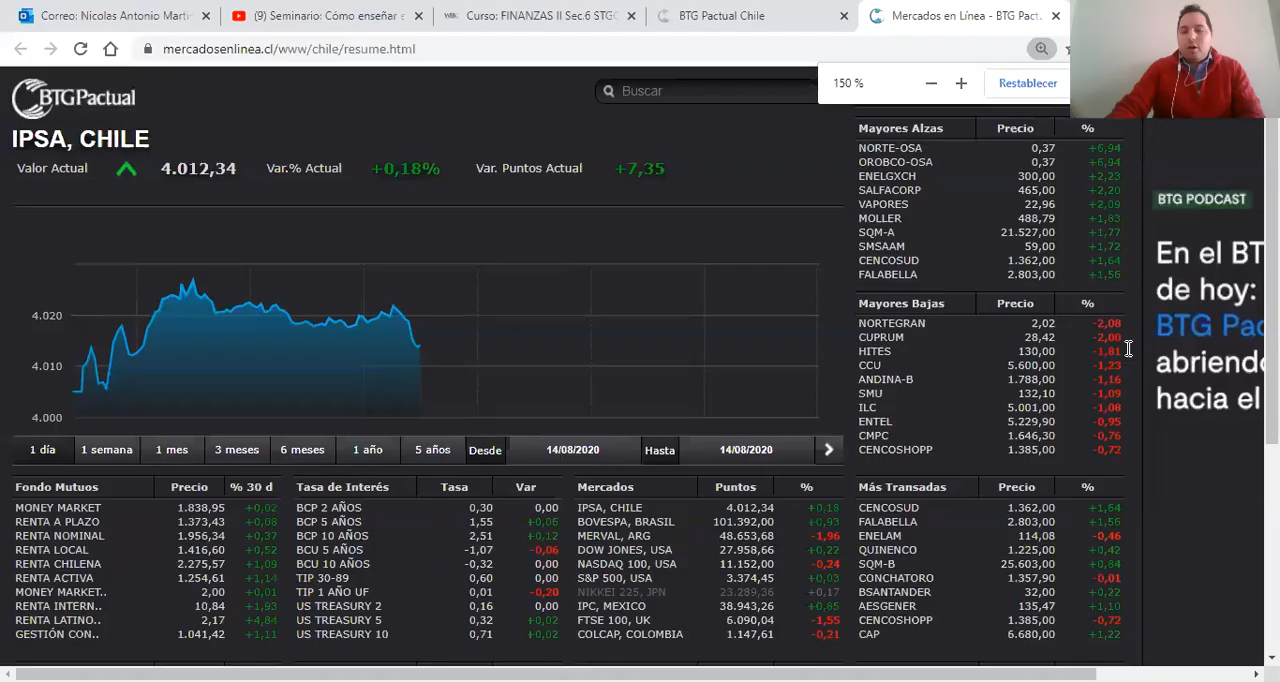 Correo: Nicolas Antonio Marti
(9) Seminario: Cómo enseñar e
Curso: FINANZAS II Sec.6 STGO
BTG Pactual Chile
Mercados en Línea - BTG Pact
mercadosenlinea.cl/www/chile/resume.html
150 %
Restablecer
BTGPactual
Buscar
IPSA, CHILE
Valor Actual 4.012,34 Var.% Actual +0,18% Var. Puntos Actual +7,35
4.020
4.010
4.000
1 día 1 semana 1 mes 3 meses 6 meses 1 año 5 años Desde 14/08/2020 Hasta 14/08/2020
Mayores Alzas Precio %
NORTE-OSA 0,37 +6,94
OROBCO-OSA 0,37 +6,94
ENELGXCH 300,00 +2,23
SALFACORP 465,00 +2,20
VAPORES 22,96 +2,09
MOLLER 488,79 +1,83
SQM-A 21.527,00 +1,77
SMSAAM 59,00 +1,72
CENCOSUD 1.362,00 +1,64
FALABELLA 2.803,00 +1,56
Mayores Bajas Precio %
NORTEGRAN 2,02 -2,08
CUPRUM 28,42 -2,00
HITES 130,00 -1,81
CCU 5.600,00 -1,23
ANDINA-B 1.788,00 -1,16
SMU 132,10 -1,09
ILC 5.001,00 -1,08
ENTEL 5.229,90 -0,95
CMPC 1.646,30 -0,76
CENCOSHOPP 1.385,00 -0,72
BTG PODCAST
En el BT
de hoy:
BTG Pac
abriend
hacia el
Fondo Mutuos Precio % 30 d
MONEY MARKET 1.838,95 +0,02
RENTA A PLAZO 1.373,43 +0,08
RENTA NOMINAL 1.956,34 +0,37
RENTA LOCAL 1.416,60 +0,52
RENTA CHILENA 2.275,57 +1,09
RENTA ACTIVA 1.254,61 +1,14
MONEY MARKET.. 2,00 +0,01
RENTA INTERN.. 10,84 +1,93
RENTA LATINO.. 2,17 +4,84
GESTIÓN CON.. 1.041,42 +1,11
Tasa de Interés Tasa Var
BCP 2 AÑOS 0,30 0,00
BCP 5 AÑOS 1,55 +0,06
BCP 10 AÑOS 2,51 +0,12
BCU 5 AÑOS -1,07 -0,06
BCU 10 AÑOS -0,32 0,00
TIP 30-89 0,60 0,00
TIP 1 AÑO UF 0,01 -0,20
US TREASURY 2 0,16 0,00
US TREASURY 5 0,32 +0,02
US TREASURY 10 0,71 +0,02
Mercados Puntos %
IPSA, CHILE 4.012,34 +0,18
BOVESPA, BRASIL 101.392,00 +0,93
MERVAL, ARG 48.653,68 -1,96
DOW JONES, USA 27.958,66 +0,22
NASDAQ 100, USA 11.152,00 -0,24
S&P 500, USA 3.374,45 +0,03
NIKKEI 225, JPN 23.289,36 +0,17
IPC, MEXICO 38.943,26 +0,85
FTSE 100, UK 6.090,04 -1,55
COLCAP, COLOMBIA 1.147,61 -0,21
Más Transadas Precio %
CENCOSUD 1.362,00 +1,64
FALABELLA 2.803,00 +1,56
ENELAM 114,08 -0,46
QUINENCO 1.225,00 +0,42
SQM-B 25.603,00 +0,84
CONCHATORO 1.357,90 -0,01
BSANTANDER 32,00 +0,22
AESGENER 135,47 +1,10
CENCOSHOPP 1.385,00 -0,72
CAP 6.680,00 +1,22